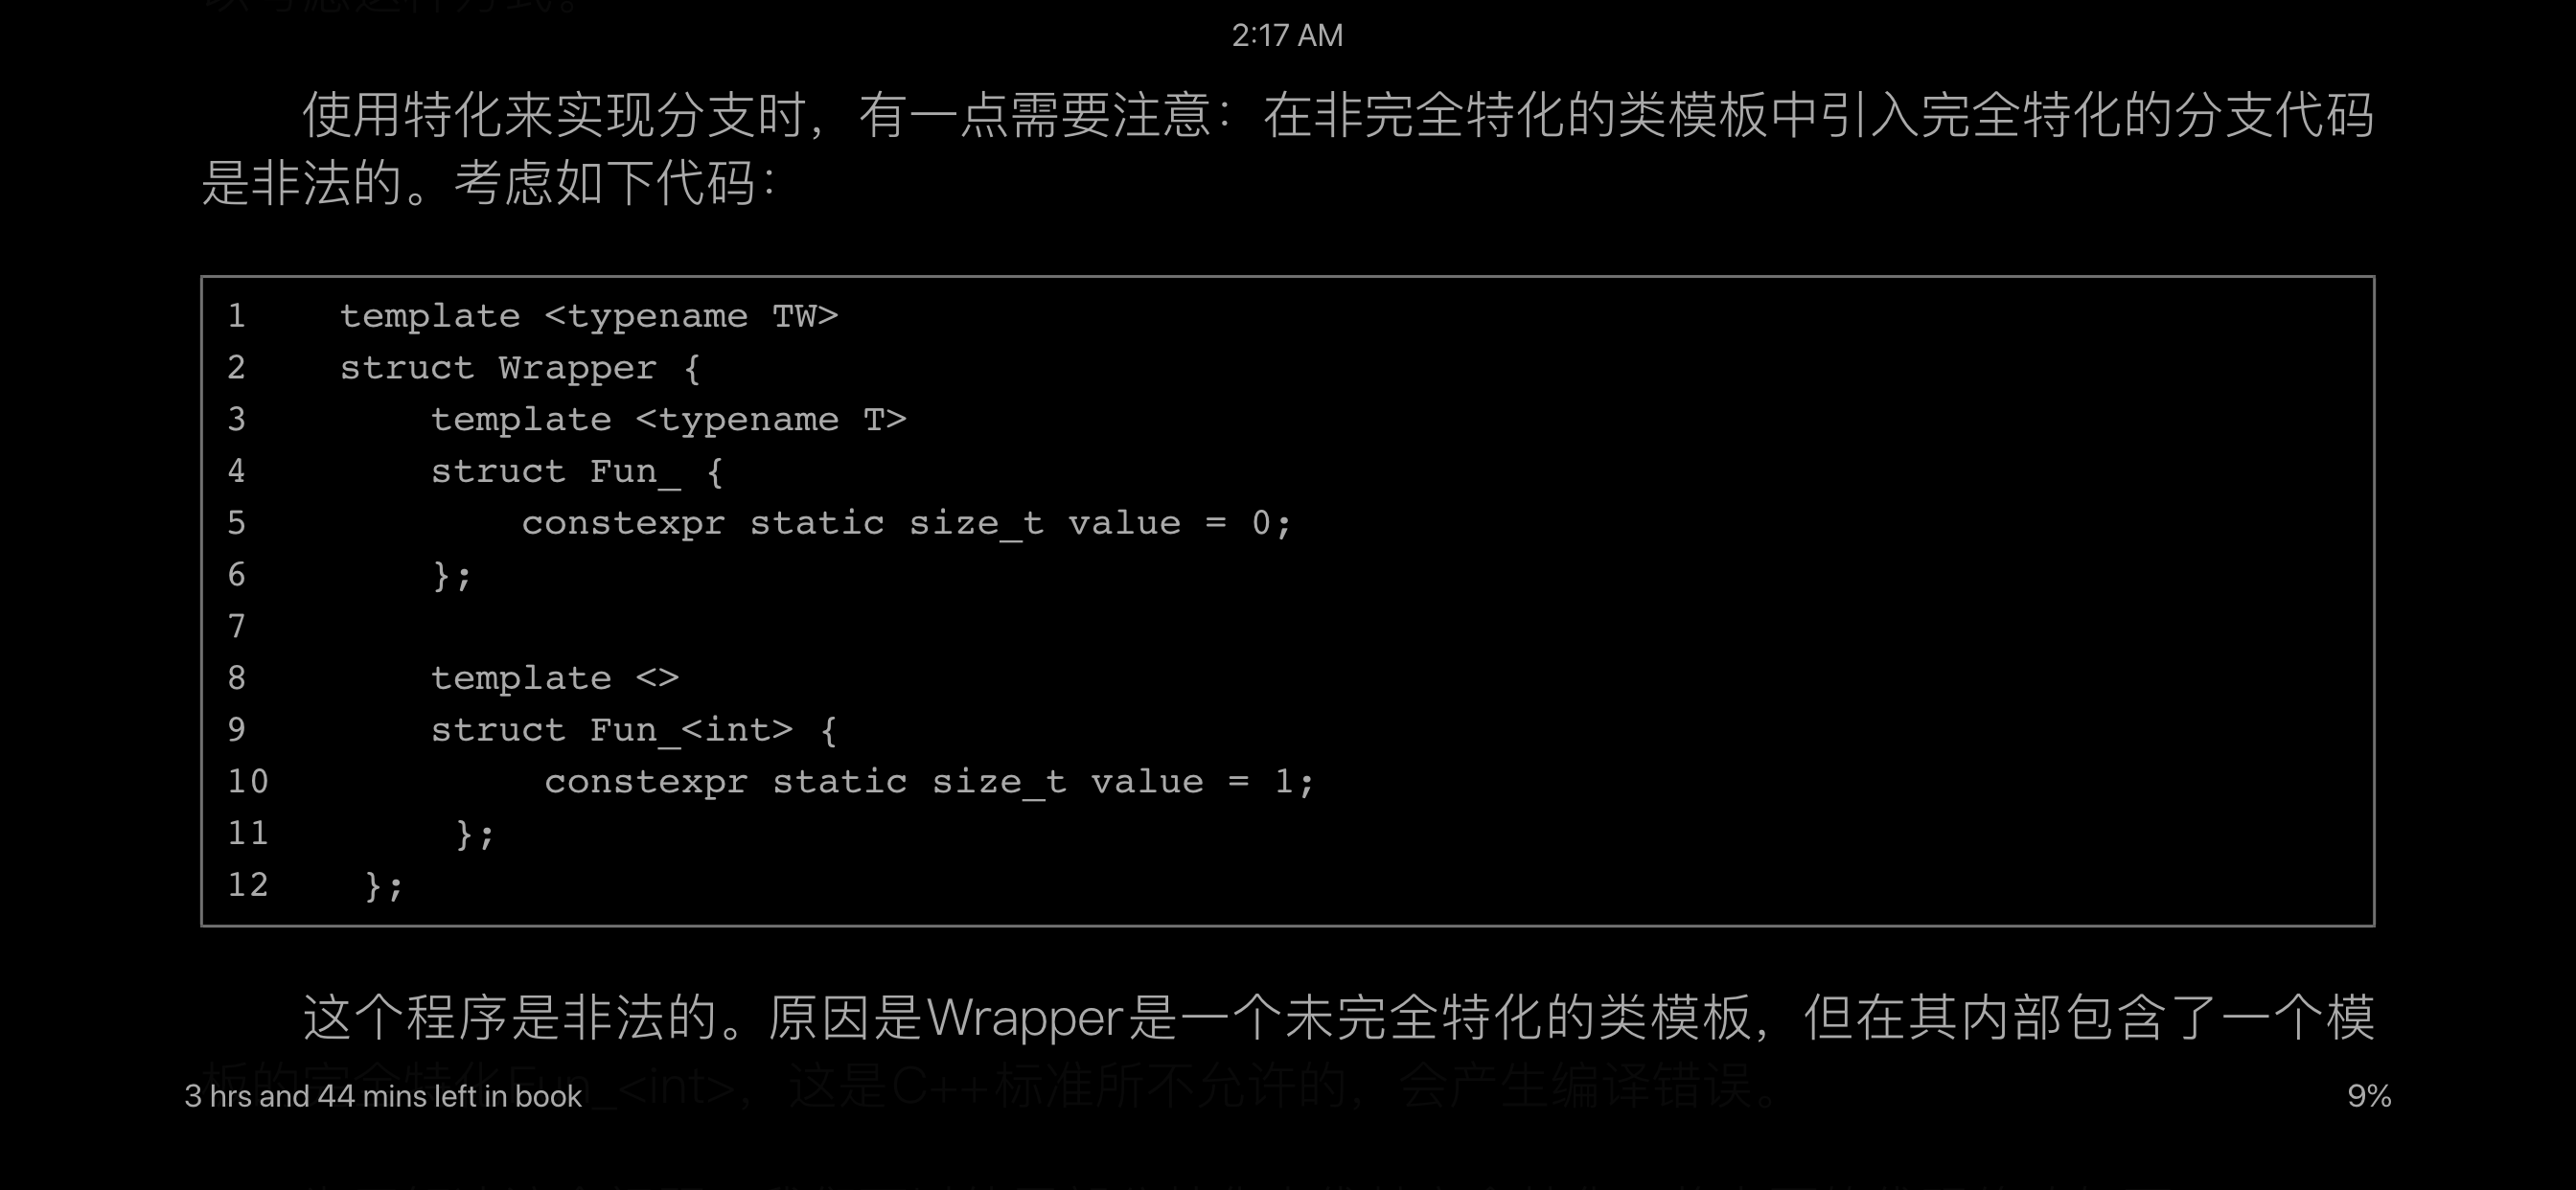 2:17 AM
使用特化来实现分支时，有一点需要注意：在非完全特化的类模板中引入完全特化的分支代码
是非法的。考虑如下代码：
1 template <typename TW>
2 struct Wrapper {
3 template <typename T>
4 struct Fun_ {
5 constexpr static size_t value = 0;
6 };
7
8 template <>
9 struct Fun_<int> {
10 constexpr static size_t value = 1;
11 };
12 };
这个程序是非法的。原因是Wrapper是一个未完全特化的类模板，但在其内部包含了一个模
板的完全特化Fun_<int>，这是C++标准所不允许的，会产生编译错误。
3 hrs and 44 mins left in book
9%